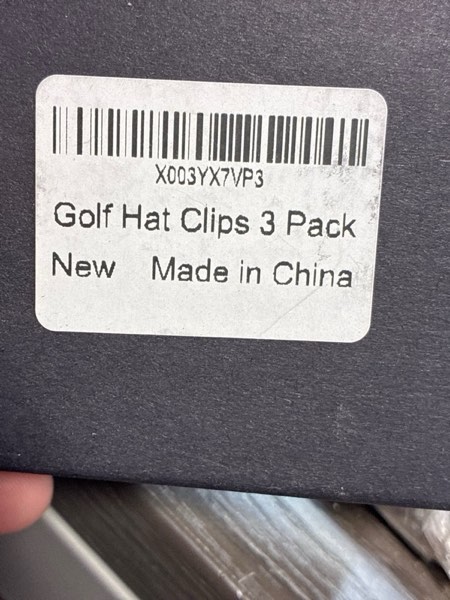 X003YX7VP3
Golf Hat Clips 3 Pack
New Made in China